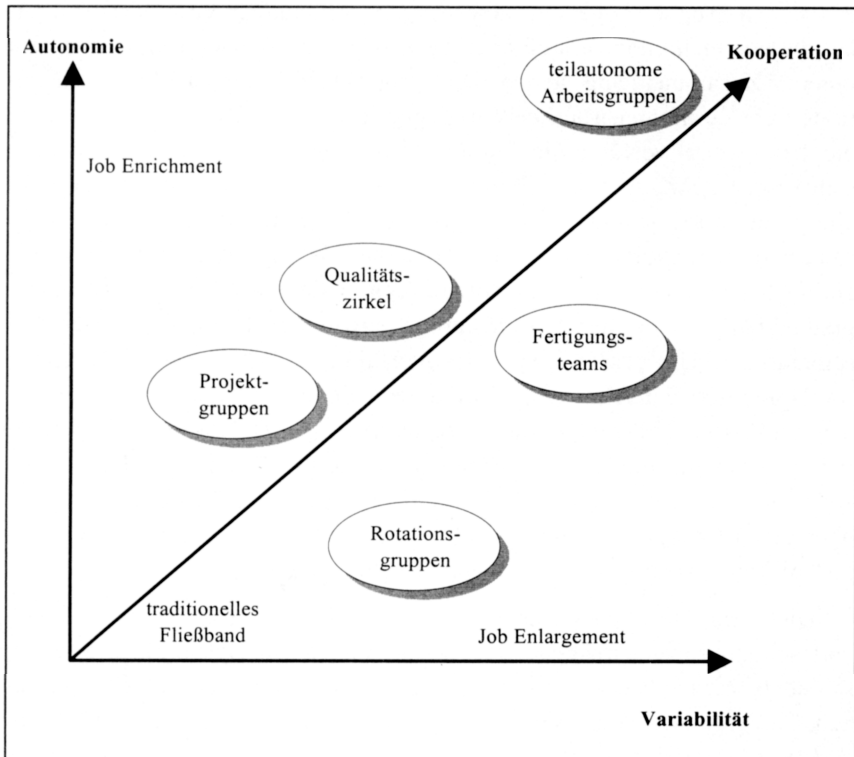 Autonomie
Kooperation
teilautonome
Arbeitsgruppen
Job Enrichment
Qualitäts-
zirkel
Fertigungs-
teams
Projekt-
gruppen
Rotations-
gruppen
traditionelles
Fließband
Job Enlargement
Variabilität